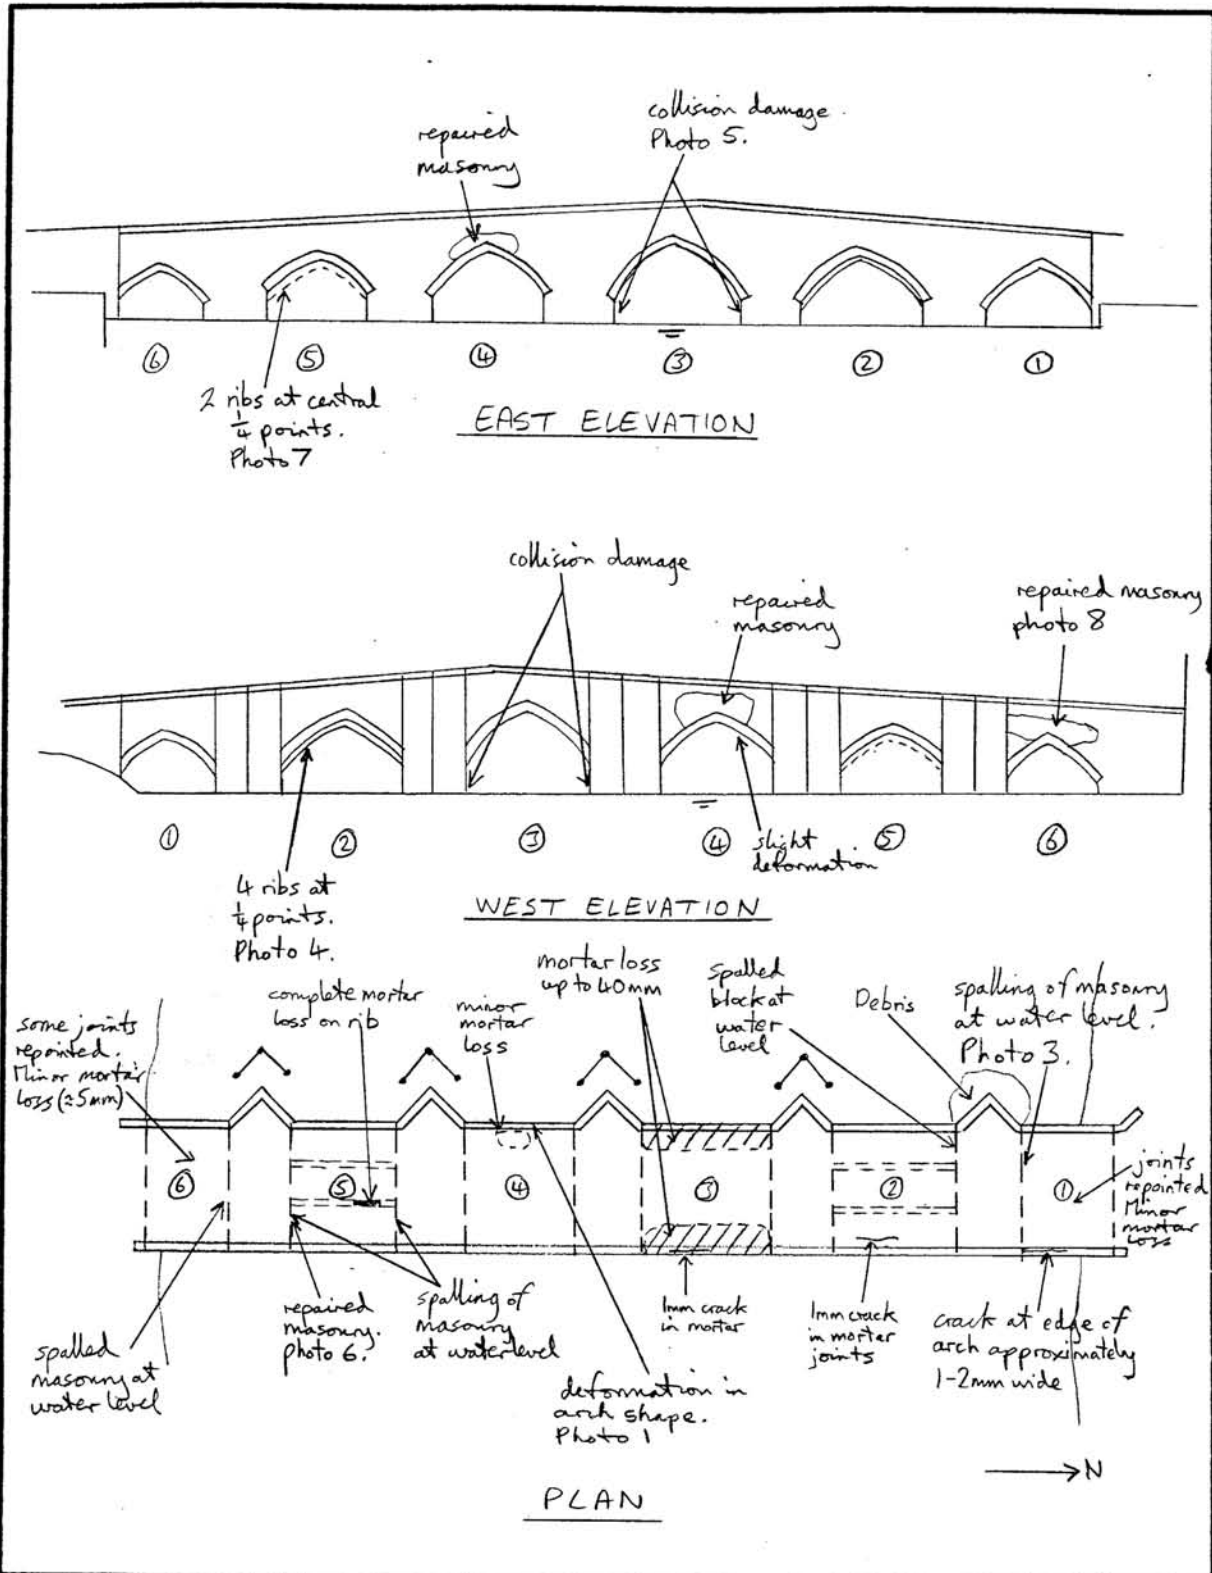 collision damage.
Photo 5.
repaired
masonry
⑥ ⑤ ④ ③ ② ①
2 ribs at central
1/4 points.
Photo 7
EAST ELEVATION
collision damage
repaired
masonry
repaired masonry
photo 8
① ② ③ ④ ⑤ ⑥
slight
deformation
4 ribs at
1/4 points.
Photo 4.
WEST ELEVATION
some joints
repointed.
Minor mortar
loss (≈5mm)
complete mortar
loss on rib
minor
mortar
loss
mortar loss
up to 40mm
spalled
block at
water
level
Debris
spalling of masonry
at water level.
Photo 3.
⑥ ⑤ ④ ③ ② ①
joints
repointed
Minor
mortar
loss
spalled
masonry at
water level
repaired
masonry.
photo 6.
spalling of
masonry
at water level
deformation in
arch shape.
Photo 1
1mm crack
in mortar
1mm crack
in mortar
joints
crack at edge of
arch approximately
1-2mm wide
N
PLAN